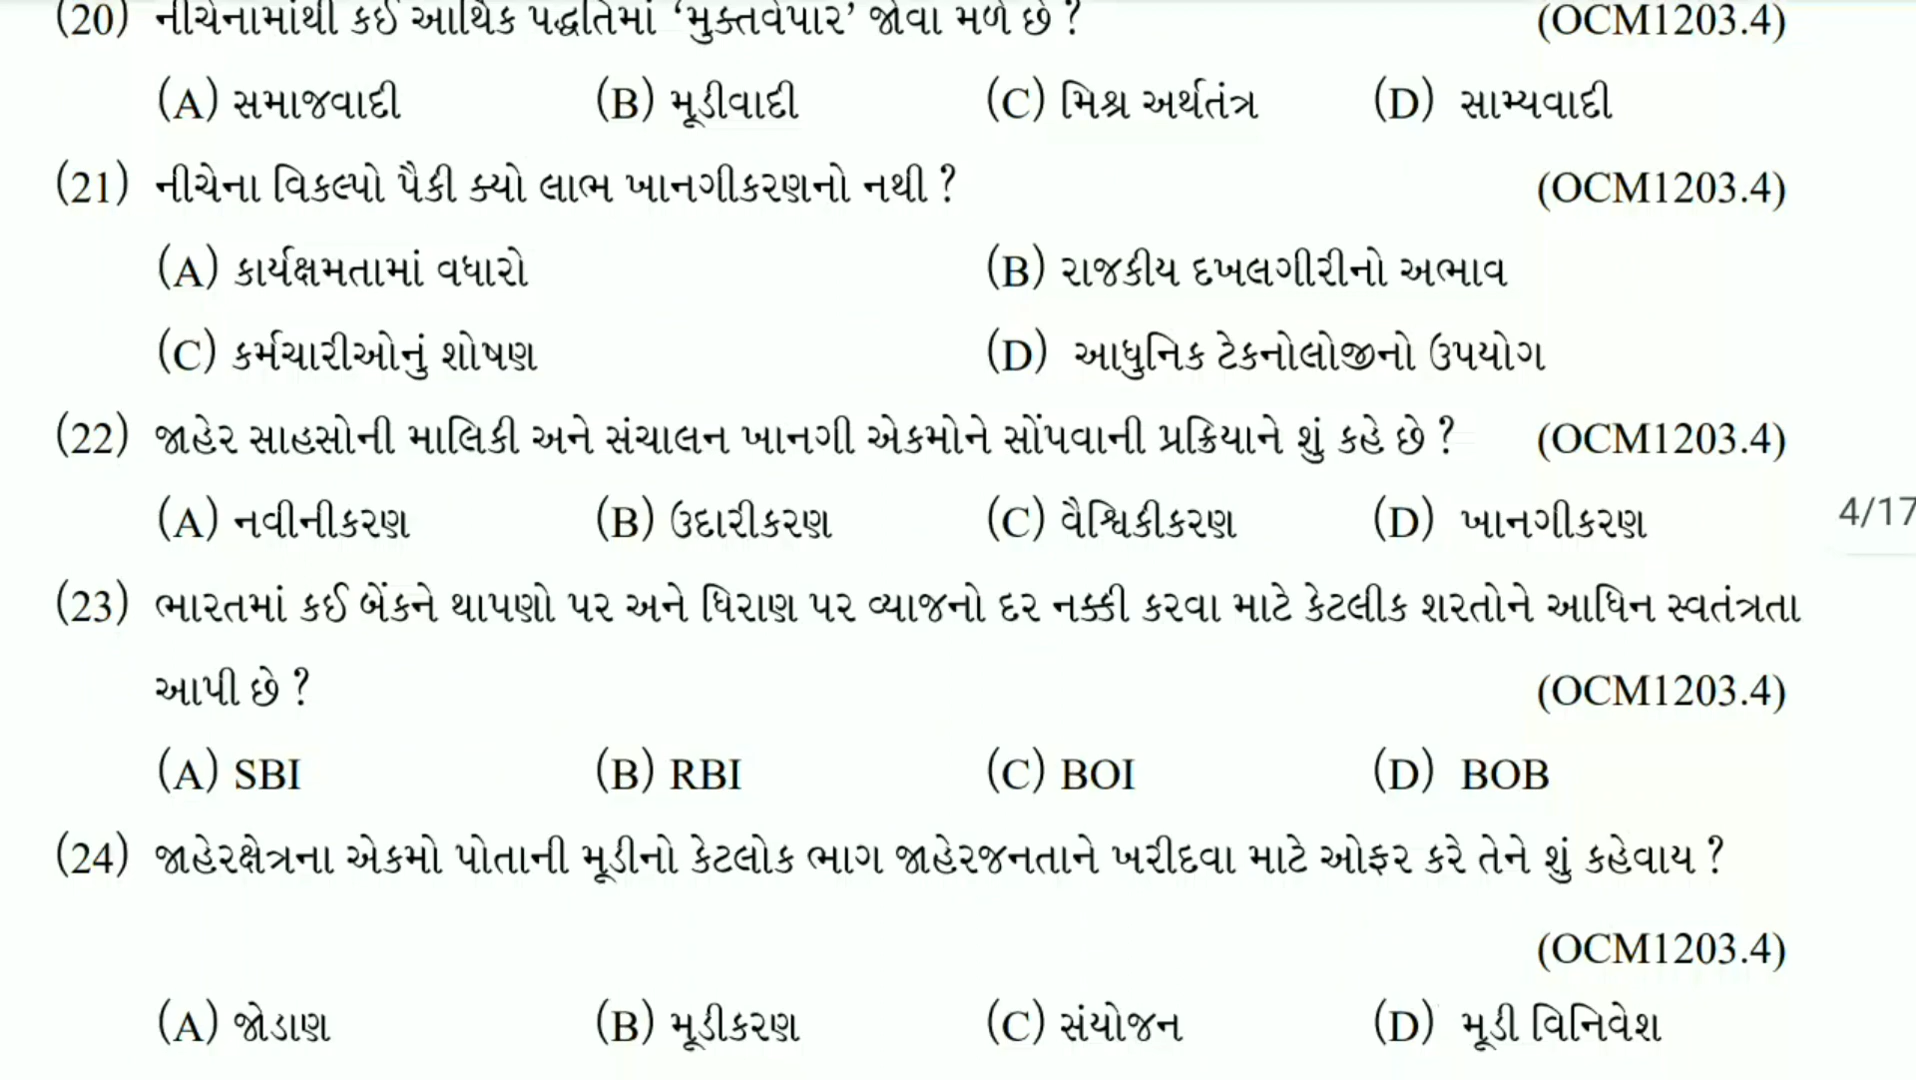 (20) નીચેનામાંથી કઈ આર્થિક પદ્ધતિમાં ‘મુક્તવેપાર’ જોવા મળે છે ? (OCM1203.4)
(A) સમાજવાદી (B) મૂડીવાદી (C) મિશ્ર અર્થતંત્ર (D) સામ્યવાદી
(21) નીચેના વિકલ્પો પૈકી ક્યો લાભ ખાનગીકરણનો નથી ? (OCM1203.4)
(A) કાર્યક્ષમતામાં વધારો (B) રાજકીય દખલગીરીનો અભાવ
(C) કર્મચારીઓનું શોષણ (D) આધુનિક ટેકનોલોજીનો ઉપયોગ
(22) જાહેર સાહસોની માલિકી અને સંચાલન ખાનગી એકમોને સોંપવાની પ્રક્રિયાને શું કહે છે ? (OCM1203.4)
(A) નવીનીકરણ (B) ઉદારીકરણ (C) વૈશ્વિકીકરણ (D) ખાનગીકરણ
4/17
(23) ભારતમાં કઈ બેંકને થાપણો પર અને ધિરાણ પર વ્યાજનો દર નક્કી કરવા માટે કેટલીક શરતોને આધિન સ્વતંત્રતા
આપી છે ? (OCM1203.4)
(A) SBI (B) RBI (C) BOI (D) BOB
(24) જાહેરક્ષેત્રના એકમો પોતાની મૂડીનો કેટલોક ભાગ જાહેરજનતાને ખરીદવા માટે ઓફર કરે તેને શું કહેવાય ?
(OCM1203.4)
(A) જોડાણ (B) મૂડીકરણ (C) સંયોજન (D) મૂડી વિનિવેશ